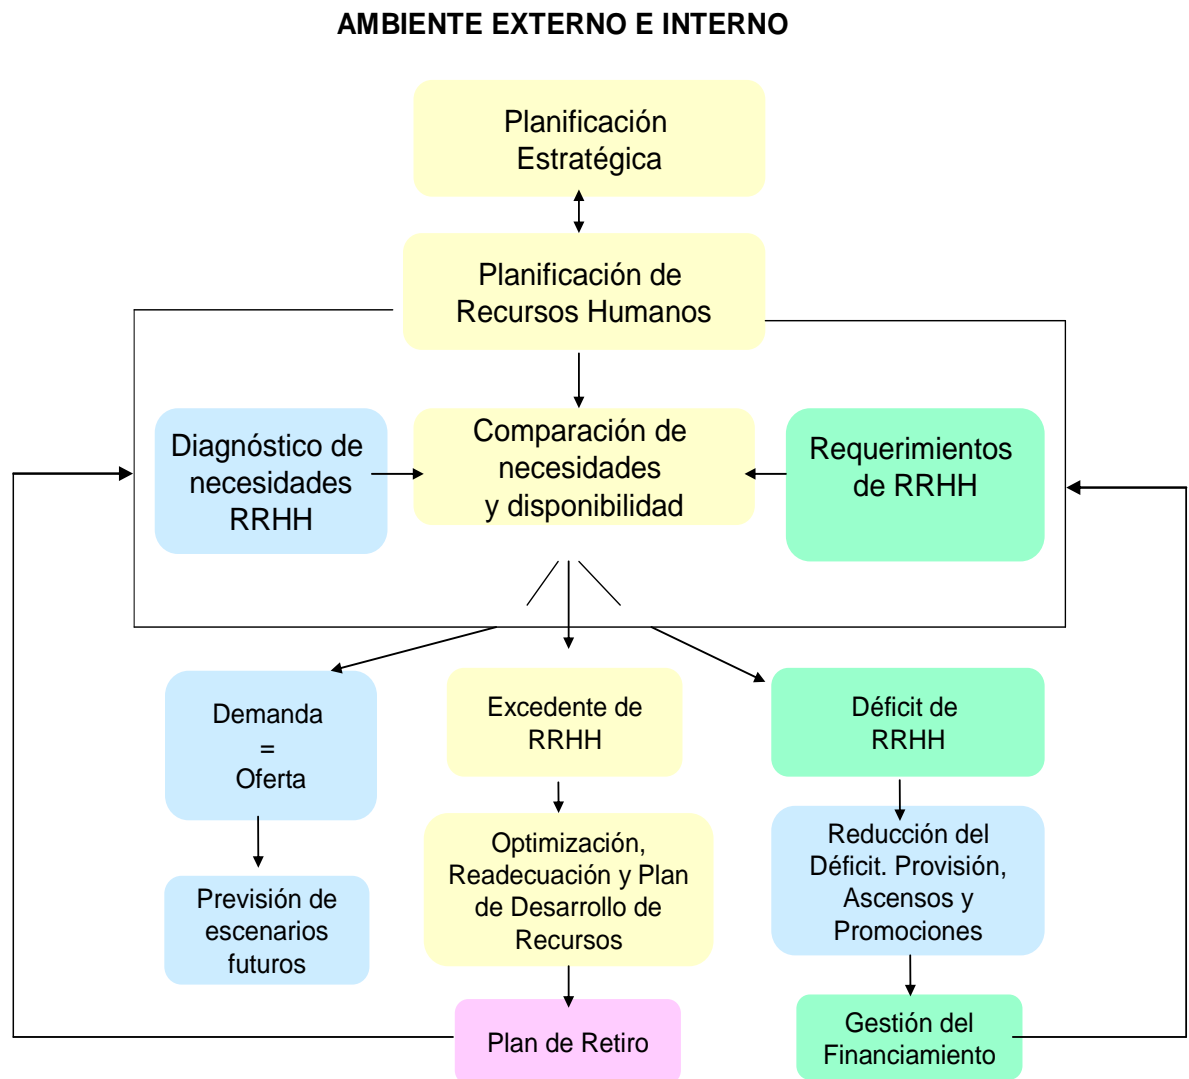 AMBIENTE EXTERNO E INTERNO
Planificación
Estratégica
Planificación de
Recursos Humanos
Diagnóstico de
necesidades
RRHH
Comparación de
necesidades
y disponibilidad
Requerimientos
de RRHH
Demanda
=
Oferta
Excedente de
RRHH
Déficit de
RRHH
Previsión de
escenarios
futuros
Optimización,
Readecuación y Plan
de Desarrollo de
Recursos
Reducción del
Déficit. Provisión,
Ascensos y
Promociones
Plan de Retiro
Gestión del
Financiamiento